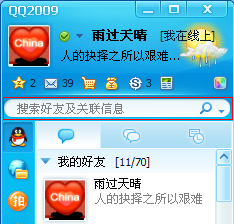 QQ2009
China
雨过天晴 [我在线上]
人的抉择之所以艰难...
2 39 3
搜索好友及关联信息
拍
我的好友 [11/70]
China
雨过天晴
人的抉择之所以艰难